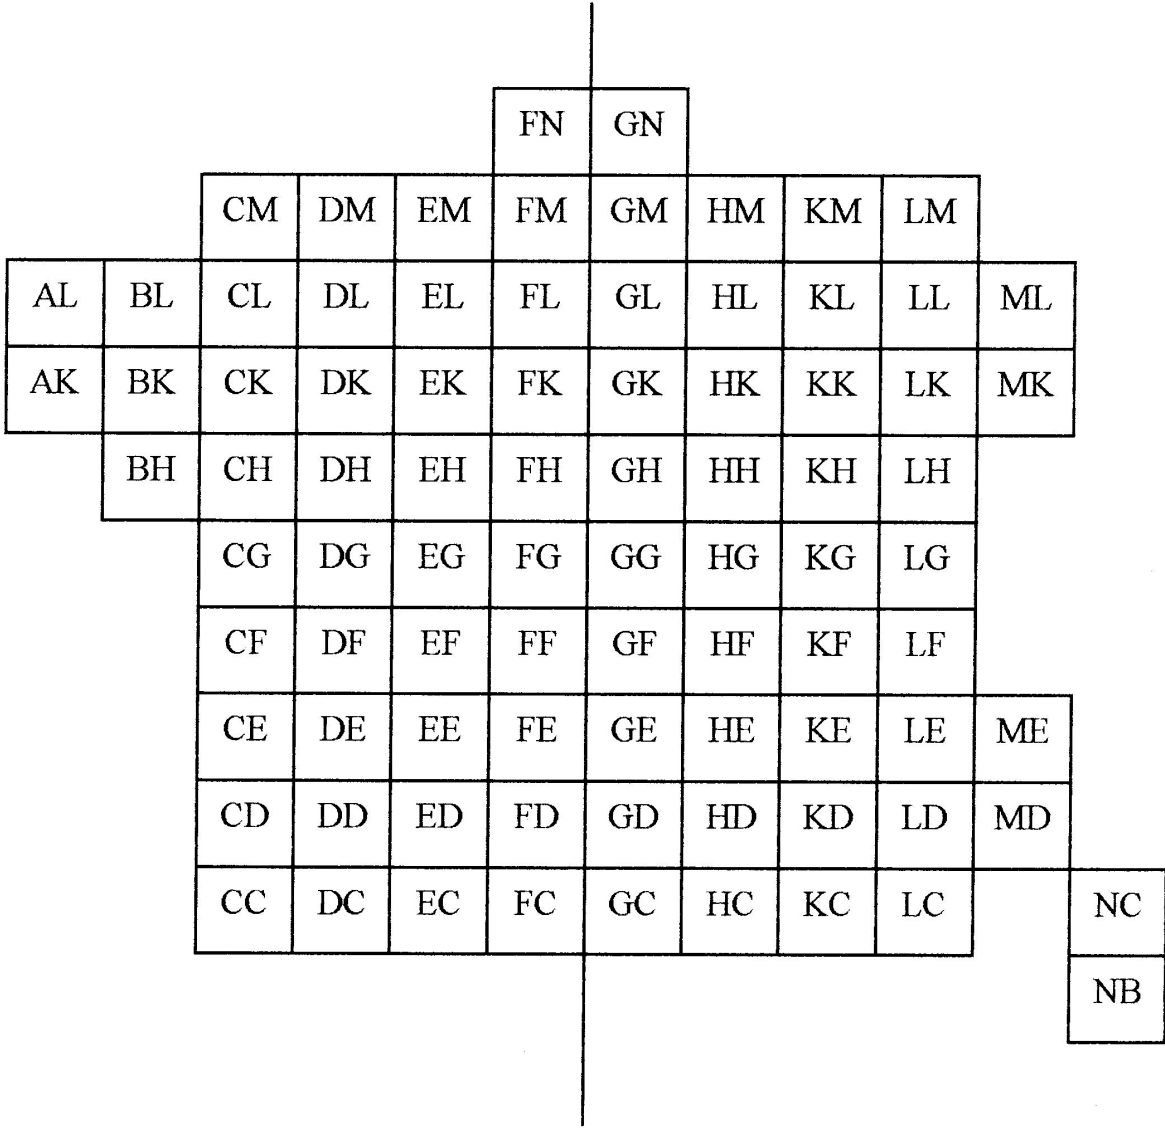 FN GN
CM DM EM FM GM HM KM LM
AL BL CL DL EL FL GL HL KL LL ML
AK BK CK DK EK FK GK HK KK LK MK
BH CH DH EH FH GH HH KH LH
CG DG EG FG GG HG KG LG
CF DF EF FF GF HF KF LF
CE DE EE FE GE HE KE LE ME
CD DD ED FD GD HD KD LD MD
CC DC EC FC GC HC KC LC NC
NB